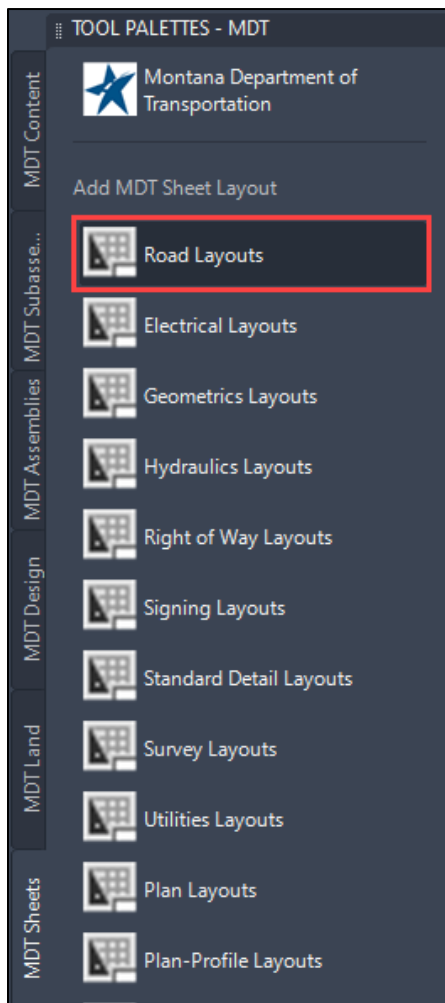 TOOL PALETTES - MDT
Montana Department of
Transportation
Add MDT Sheet Layout
Road Layouts
Electrical Layouts
Geometrics Layouts
Hydraulics Layouts
Right of Way Layouts
Signing Layouts
Standard Detail Layouts
Survey Layouts
Utilities Layouts
Plan Layouts
Plan-Profile Layouts
MDT Content
MDT Subasse...
MDT Assemblies
MDT Design
MDT Land
MDT Sheets